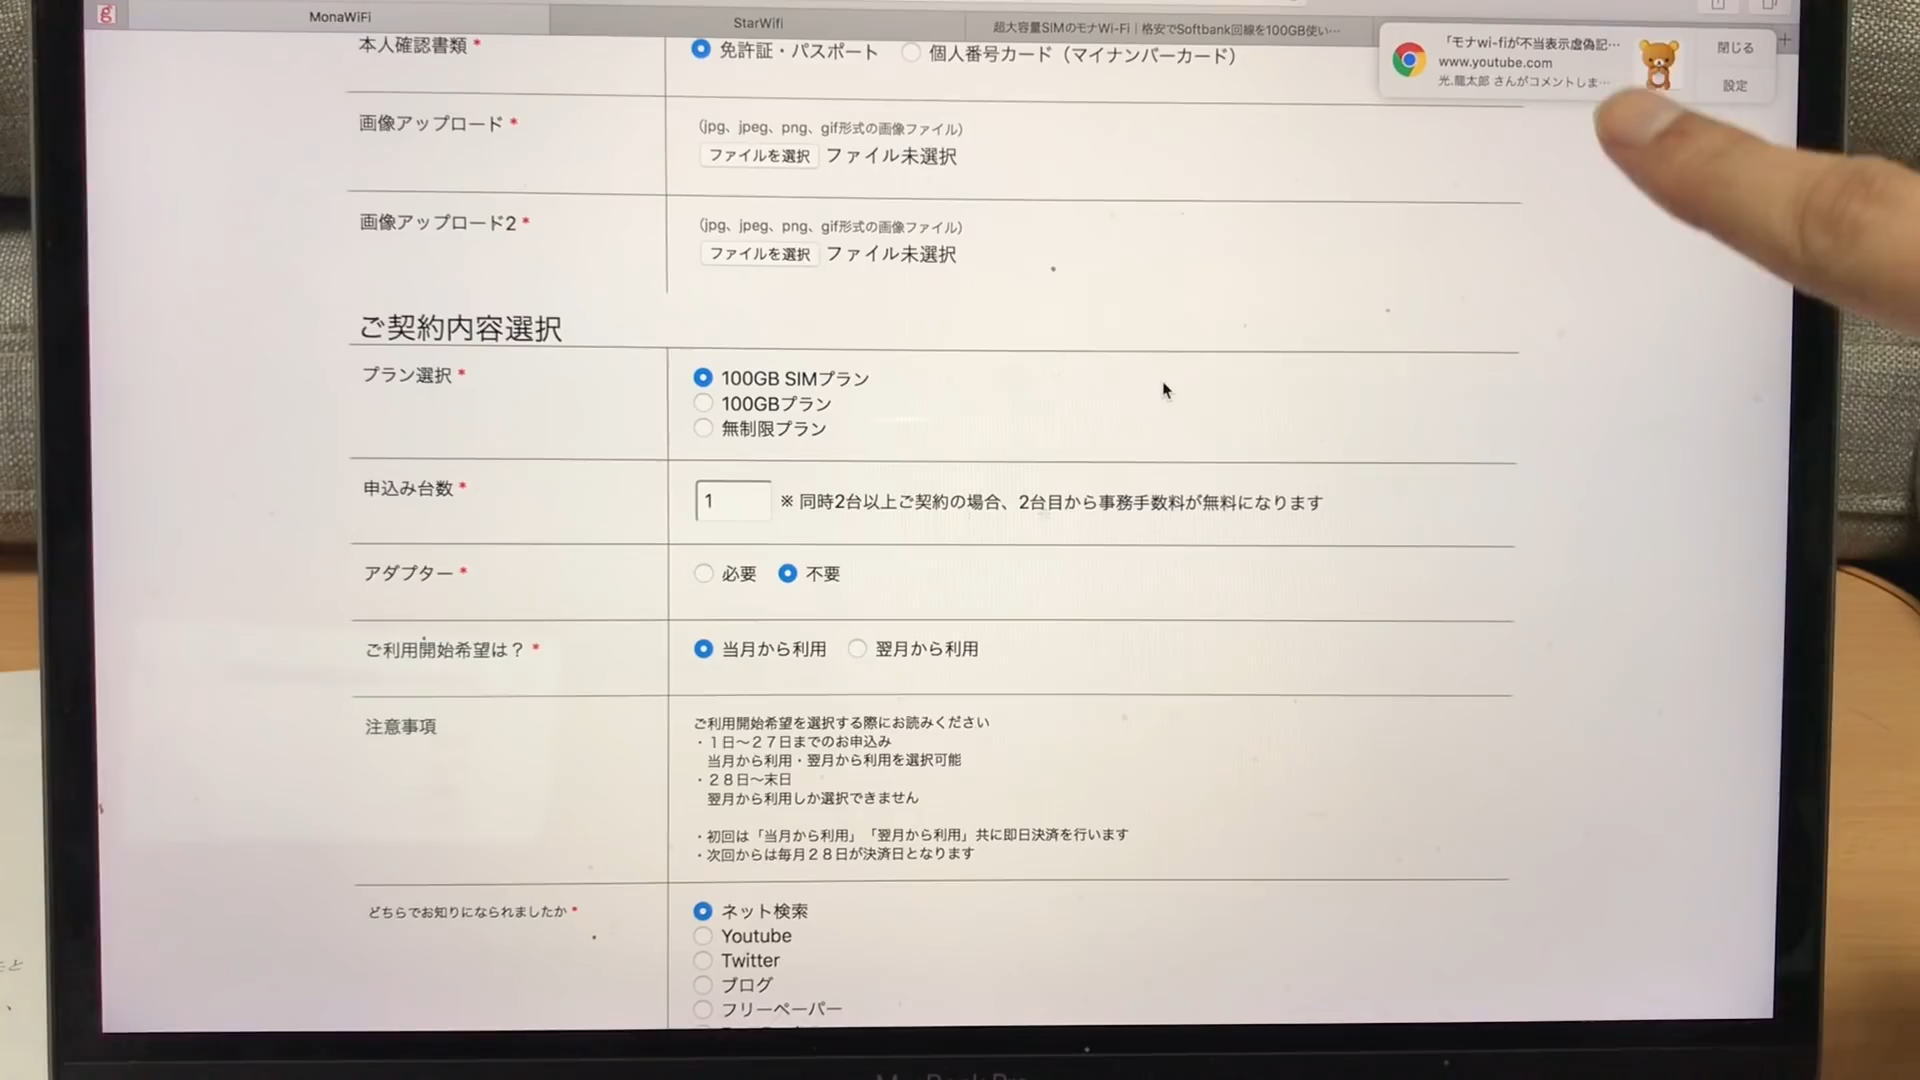 MonaWiFi
StarWifi
超大容量SIMのモナWi-Fi｜格安でSoftbank回線を100GB使い…
「モナwi-fiが不当表示虚偽記…
www.youtube.com
光.龍太郎 さんがコメントしま…
閉じる
設定
本人確認書類 *
免許証・パスポート
個人番号カード（マイナンバーカード）
画像アップロード *
(jpg、jpeg、png、gif形式の画像ファイル)
ファイルを選択 ファイル未選択
画像アップロード2 *
(jpg、jpeg、png、gif形式の画像ファイル)
ファイルを選択 ファイル未選択
ご契約内容選択
プラン選択 *
100GB SIMプラン
100GBプラン
無制限プラン
申込み台数 *
1
※ 同時2台以上ご契約の場合、2台目から事務手数料が無料になります
アダプター *
必要
不要
ご利用開始希望は？ *
当月から利用
翌月から利用
注意事項
ご利用開始希望を選択する際にお読みください
・１日〜２７日までのお申込み
当月から利用・翌月から利用を選択可能
・２８日〜末日
翌月から利用しか選択できません
・初回は「当月から利用」「翌月から利用」共に即日決済を行います
・次回からは毎月２８日が決済日となります
どちらでお知りになられましたか *
ネット検索
Youtube
Twitter
ブログ
フリーペーパー